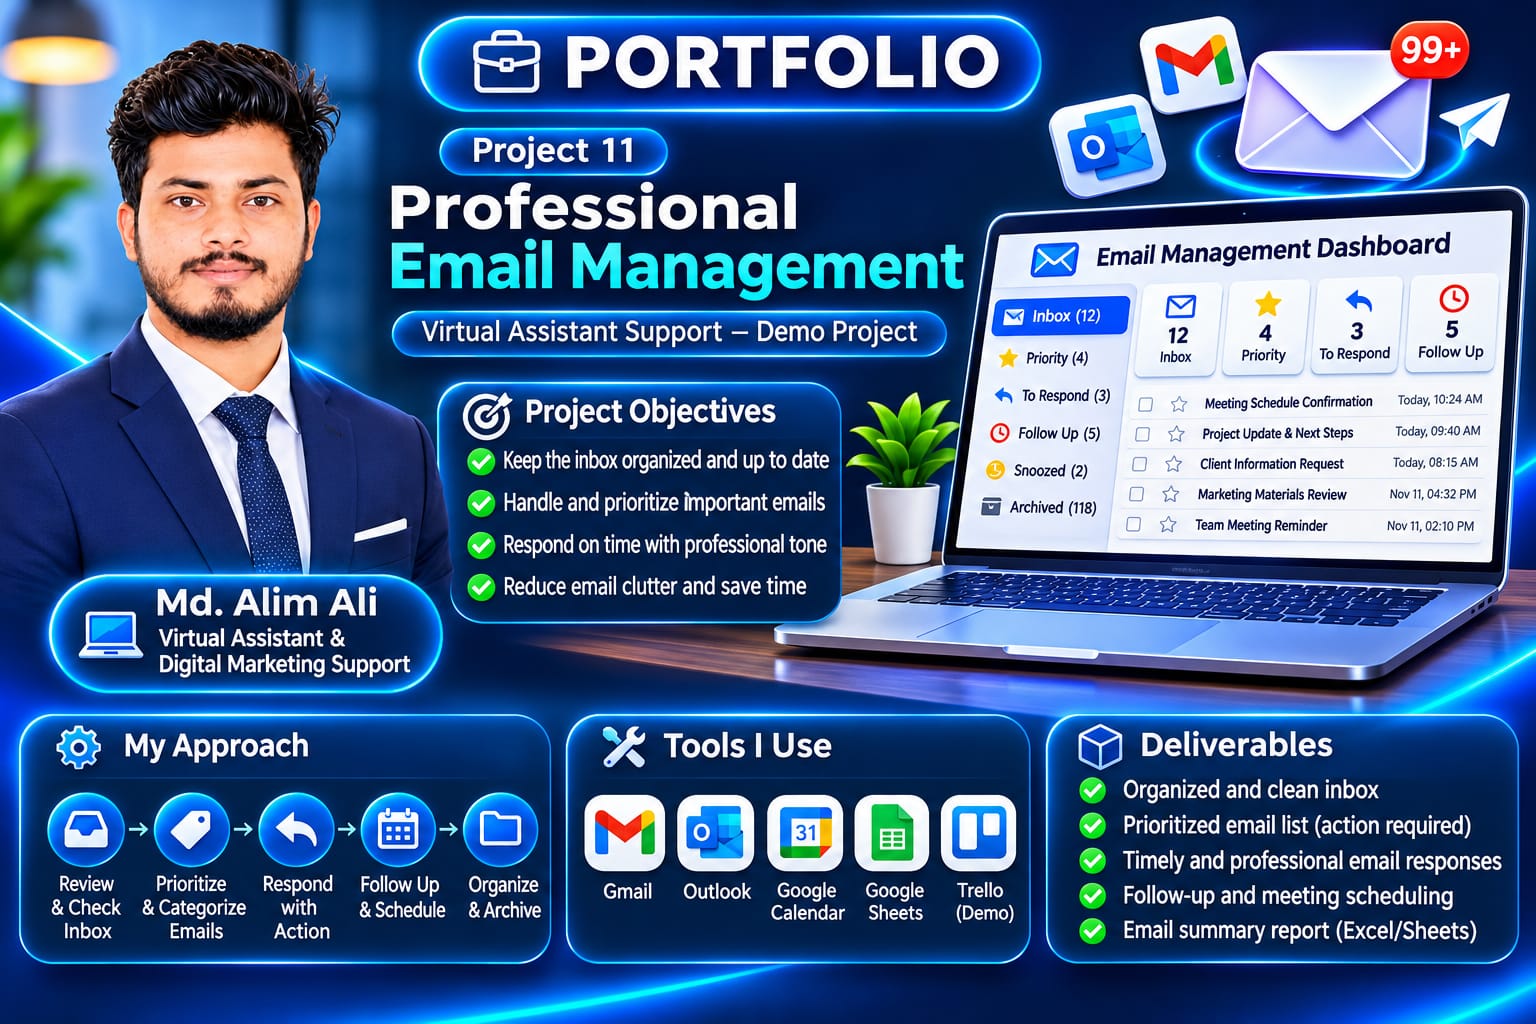 PORTFOLIO
Project 11
Professional
Email Management
Virtual Assistant Support – Demo Project
Project Objectives
Keep the inbox organized and up to date
Handle and prioritize important emails
Respond on time with professional tone
Reduce email clutter and save time
Md. Alim Ali
Virtual Assistant &
Digital Marketing Support
99+
O
Email Management Dashboard
Inbox (12)
Priority (4)
To Respond (3)
Follow Up (5)
Snoozed (2)
Archived (118)
12
Inbox
4
Priority
3
To Respond
5
Follow Up
Meeting Schedule Confirmation Today, 10:24 AM
Project Update & Next Steps Today, 09:40 AM
Client Information Request Today, 08:15 AM
Marketing Materials Review Nov 11, 04:32 PM
Team Meeting Reminder Nov 11, 02:10 PM
My Approach
Review
& Check
Inbox
Prioritize
& Categorize
Emails
Respond
with
Action
Follow Up
& Schedule
Organize
& Archive
Tools I Use
Gmail
O
Outlook
31
Google
Calendar
Google
Sheets
Trello
(Demo)
Deliverables
Organized and clean inbox
Prioritized email list (action required)
Timely and professional email responses
Follow-up and meeting scheduling
Email summary report (Excel/Sheets)